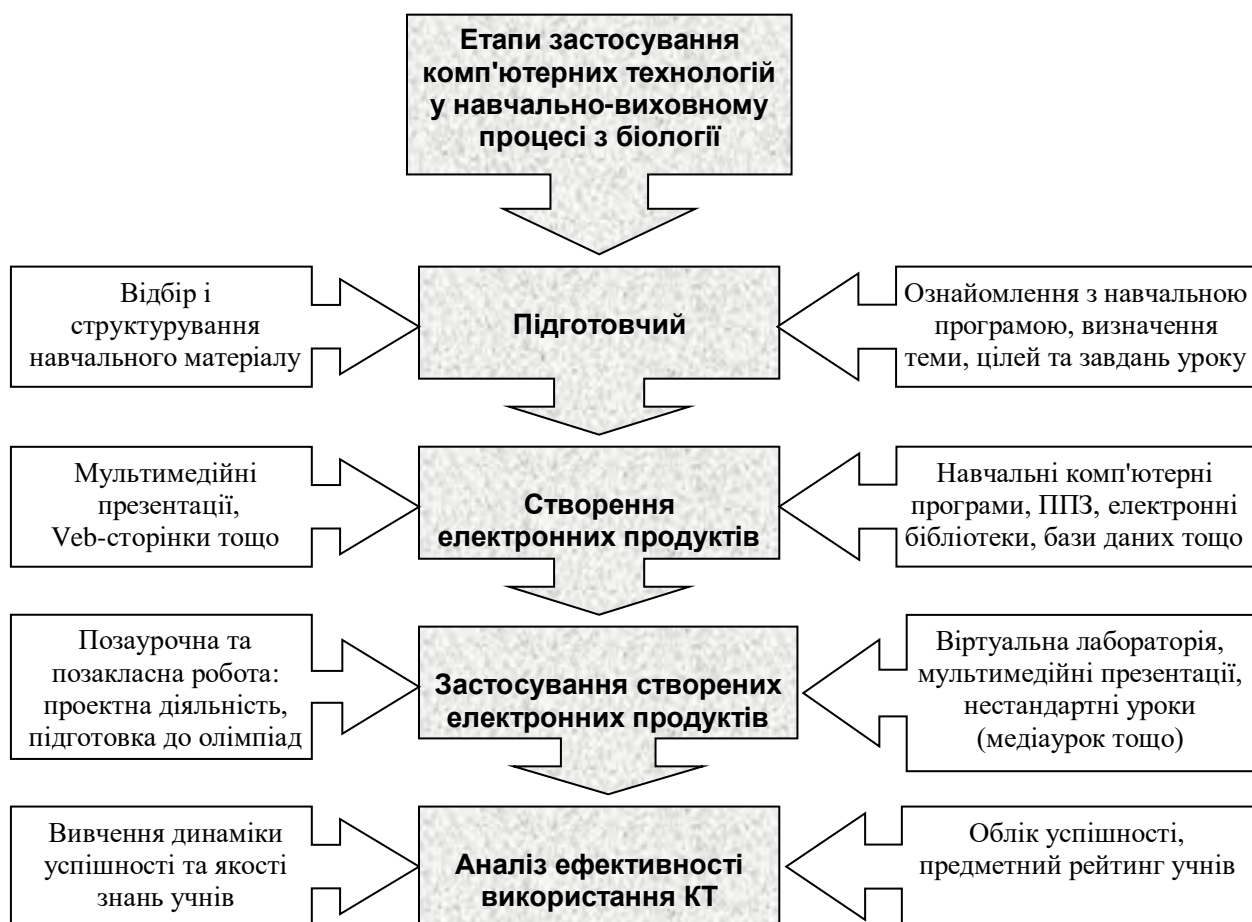 Етапи застосування
комп'ютерних технологій
у навчально-виховному
процесі з біології
Відбір і
структурування
навчального матеріалу
Підготовчий
Ознайомлення з навчальною
програмою, визначення
теми, цілей та завдань уроку
Мультимедійні
презентації,
Veb-сторінки тощо
Створення
електронних продуктів
Навчальні комп'ютерні
програми, ППЗ, електронні
бібліотеки, бази даних тощо
Позаурочна та
позакласна робота:
проектна діяльність,
підготовка до олімпіад
Застосування створених
електронних продуктів
Віртуальна лабораторія,
мультимедійні презентації,
нестандартні уроки
(медіаурок тощо)
Вивчення динаміки
успішності та якості
знань учнів
Аналіз ефективності
використання КТ
Облік успішності,
предметний рейтинг учнів